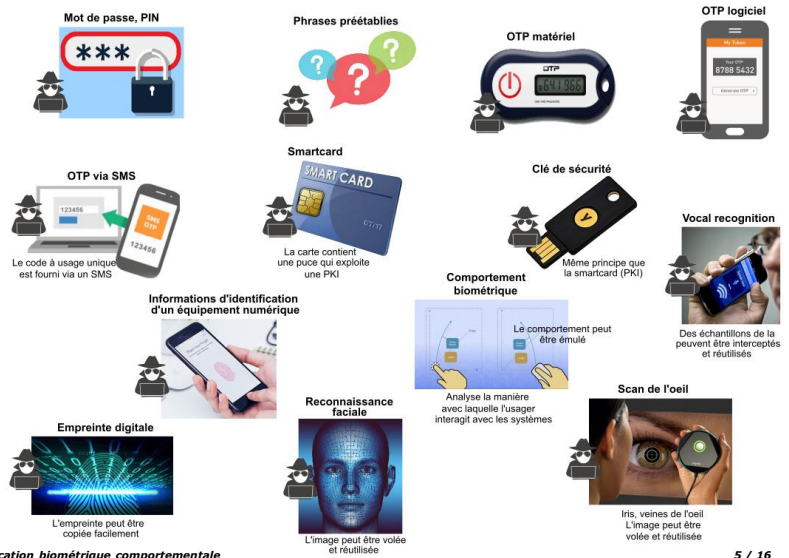 Mot de passe, PIN
Phrases préétablies
OTP matériel
OTP logiciel
My Token
Your OTP
8788 5432
Generate OTP
OTP
OTP via SMS
123456
SMS
OTP
123456
Le code à usage unique
est fourni via un SMS
Smartcard
SMART CARD
La carte contient
une puce qui exploite
une PKI
Clé de sécurité
Y
Même principe que
la smartcard (PKI)
Vocal recognition
Des échantillons de la
peuvent être interceptés
et réutilisés
Informations d'identification
d'un équipement numérique
Comportement
biométrique
Le comportement peut
être émulé
Analyse la manière
avec laquelle l'usager
interagit avec les systèmes
Empreinte digitale
L'empreinte peut être
copiée facilement
Reconnaissance
faciale
L'image peut être volée
et réutilisée
Scan de l'oeil
Iris, veines de l'oeil
L'image peut être
volée et réutilisée
cation biométrique comportementale
5 / 16